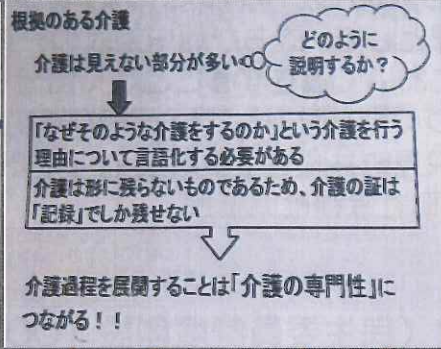 根拠のある介護
介護は見えない部分が多い
どのように
説明するか?
「なぜそのような介護をするのか」という介護を行う
理由について言語化する必要がある
介護は形に残らないものであるため、介護の証は
「記録」でしか残せない
介護過程を展開することは「介護の専門性」に
つながる！！